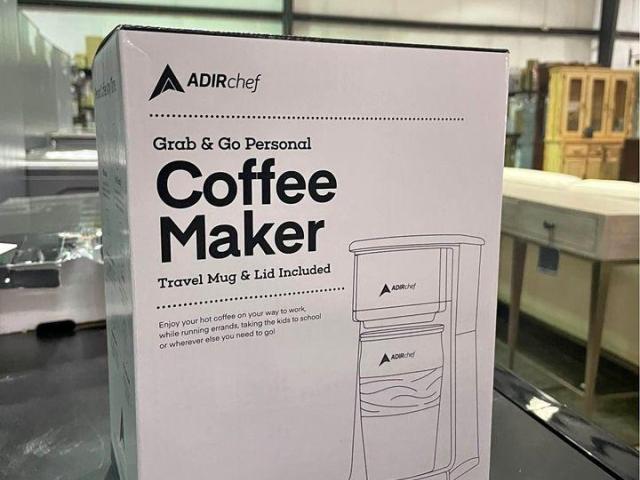 ADIRchef
Grab & Go Personal
Coffee
Maker
Travel Mug & Lid Included
Enjoy your hot coffee on your way to work,
while running errands, taking the kids to school
or wherever else you need to go!
ADIRchef
ADIRchef